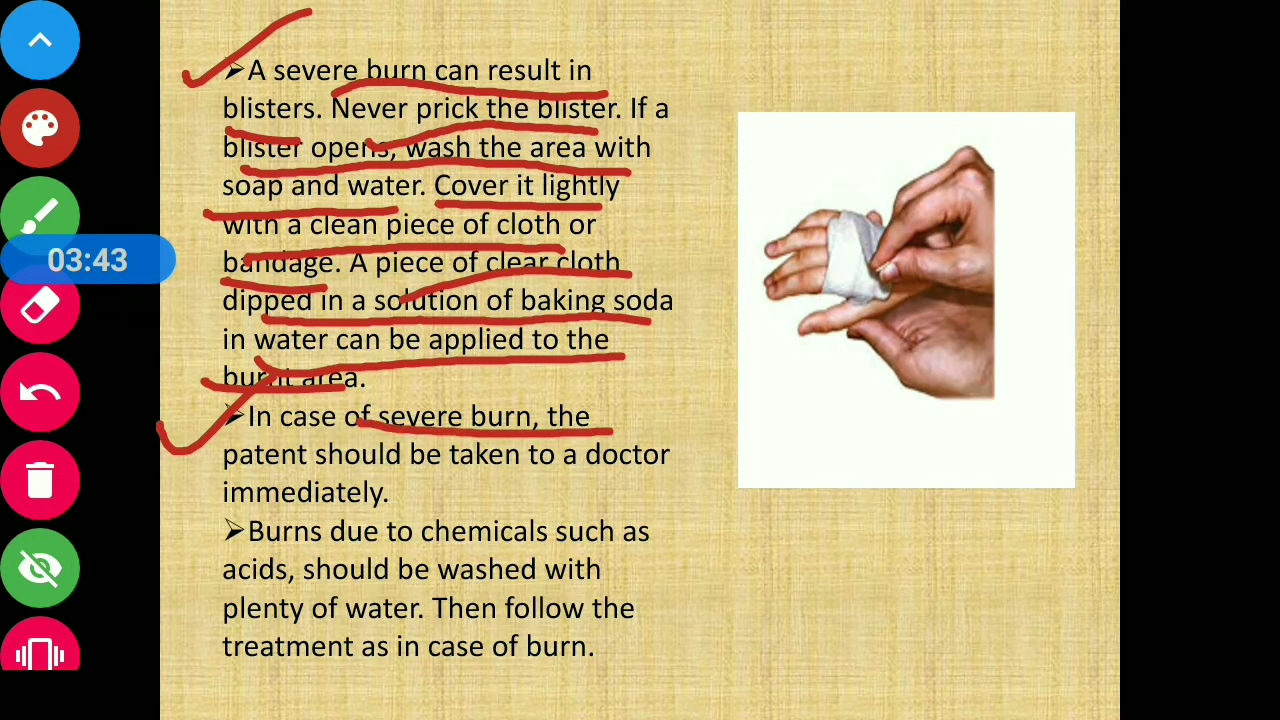 ➢A severe burn can result in
blisters. Never prick the blister. If a
blister opens, wash the area with
soap and water. Cover it lightly
with a clean piece of cloth or
bandage. A piece of clear cloth
dipped in a solution of baking soda
in water can be applied to the
burnt area.
➢In case of severe burn, the
patent should be taken to a doctor
immediately.
➢Burns due to chemicals such as
acids, should be washed with
plenty of water. Then follow the
treatment as in case of burn.
03:43